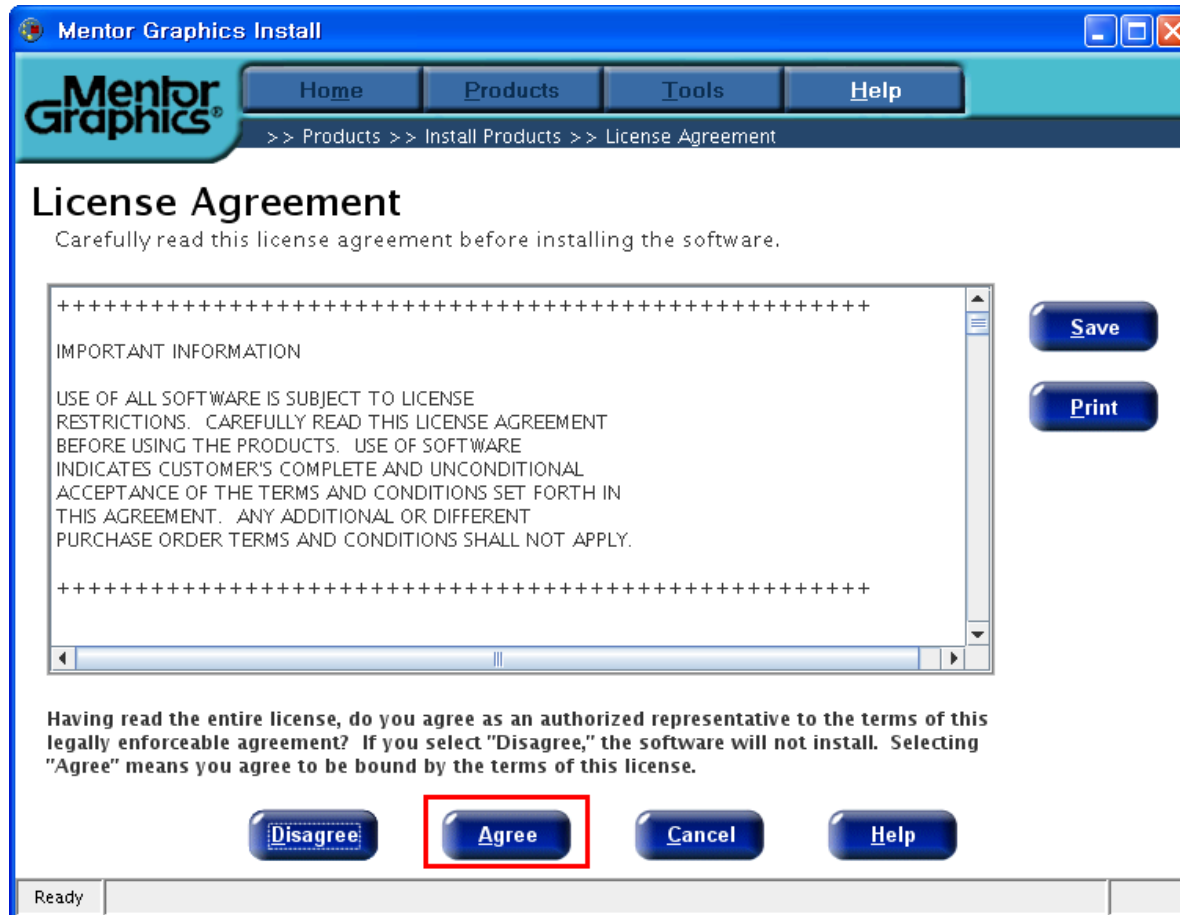 Mentor Graphics Install
Mentor
Graphics®
Home Products Tools Help
>> Products >> Install Products >> License Agreement
License Agreement
Carefully read this license agreement before installing the software.
++++++++++++++++++++++++++++++++++++++++++++++++++++
IMPORTANT INFORMATION
USE OF ALL SOFTWARE IS SUBJECT TO LICENSE
RESTRICTIONS.  CAREFULLY READ THIS LICENSE AGREEMENT
BEFORE USING THE PRODUCTS.  USE OF SOFTWARE
INDICATES CUSTOMER'S COMPLETE AND UNCONDITIONAL
ACCEPTANCE OF THE TERMS AND CONDITIONS SET FORTH IN
THIS AGREEMENT.  ANY ADDITIONAL OR DIFFERENT
PURCHASE ORDER TERMS AND CONDITIONS SHALL NOT APPLY.
++++++++++++++++++++++++++++++++++++++++++++++++++++
Save
Print
Having read the entire license, do you agree as an authorized representative to the terms of this
legally enforceable agreement?  If you select "Disagree," the software will not install.  Selecting
"Agree" means you agree to be bound by the terms of this license.
Disagree Agree Cancel Help
Ready